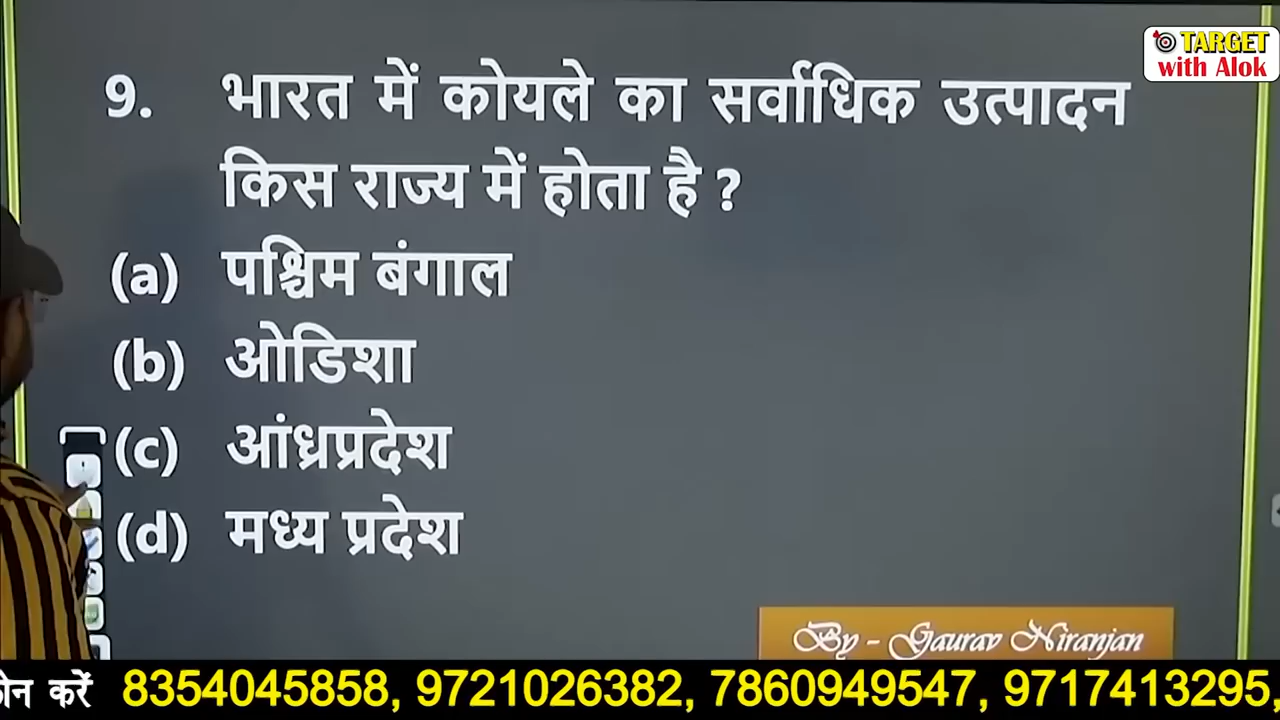 TARGET
with Alok
9. भारत में कोयले का सर्वाधिक उत्पादन
किस राज्य में होता है ?
(a) पश्चिम बंगाल
(b) ओडिशा
(c) आंध्रप्रदेश
(d) मध्य प्रदेश
By - Gaurav Niranjan
करें 8354045858, 9721026382, 7860949547, 9717413295,